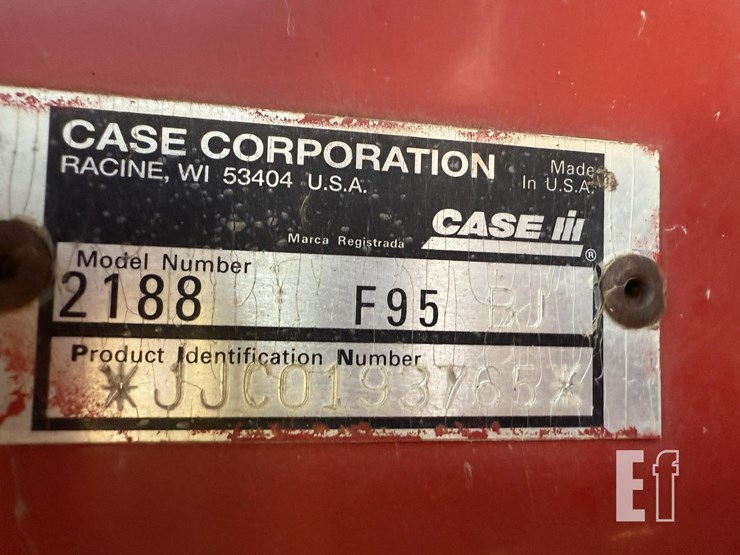 CASE CORPORATION
RACINE, WI 53404 U.S.A.
Made
In U.S.A.
CASE IH
®
Marca Registrada
Model Number
2188 F95 BJ
Product Identification Number
*JJC0193765*
Ef